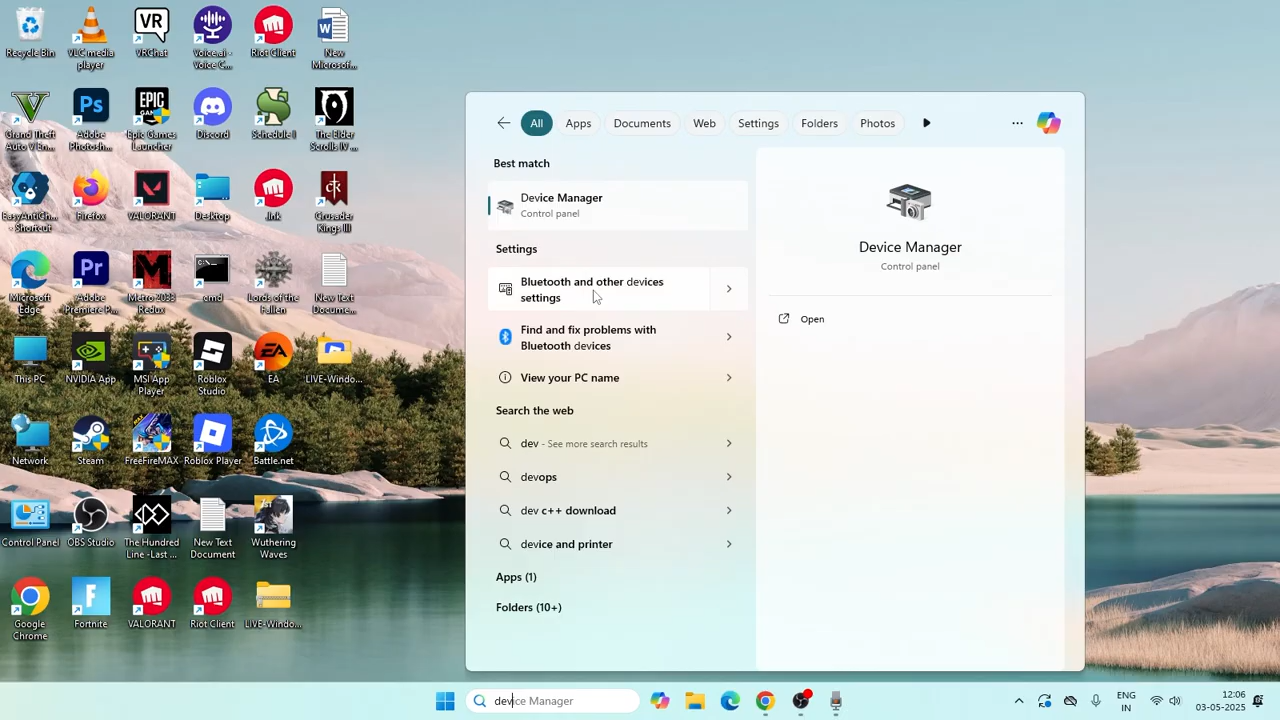 Recycle Bin
VLC media
player
VRChat
Voice.ai -
Voice C...
Riot Client
New
Microsof...
Grand Theft
Auto V En...
Adobe
Photosh...
Epic Games
Launcher
Discord
Schedule I
The Elder
Scrolls IV ...
EasyAntiCh...
- Shortcut
Firefox
VALORANT
Desktop
.lnk
Crusader
Kings III
Microsoft
Edge
Adobe
Premiere P...
Metro 2033
Redux
cmd
Lords of the
Fallen
New Text
Docume...
This PC
NVIDIA App
MSI App
Player
Roblox
Studio
EA
LIVE-Windo...
Network
Steam
FreeFireMAX
Roblox Player
Battle.net
Control Panel
OBS Studio
The Hundred
Line -Last ...
New Text
Document
Wuthering
Waves
Google
Chrome
Fortnite
VALORANT
Riot Client
LIVE-Windo...
All
Apps
Documents
Web
Settings
Folders
Photos
Best match
Device Manager
Control panel
Settings
Bluetooth and other devices
settings
Find and fix problems with
Bluetooth devices
View your PC name
Search the web
dev - See more search results
devops
dev c++ download
device and printer
Apps (1)
Folders (10+)
Device Manager
Control panel
Open
device Manager
ENG
IN
12:06
03-05-2025